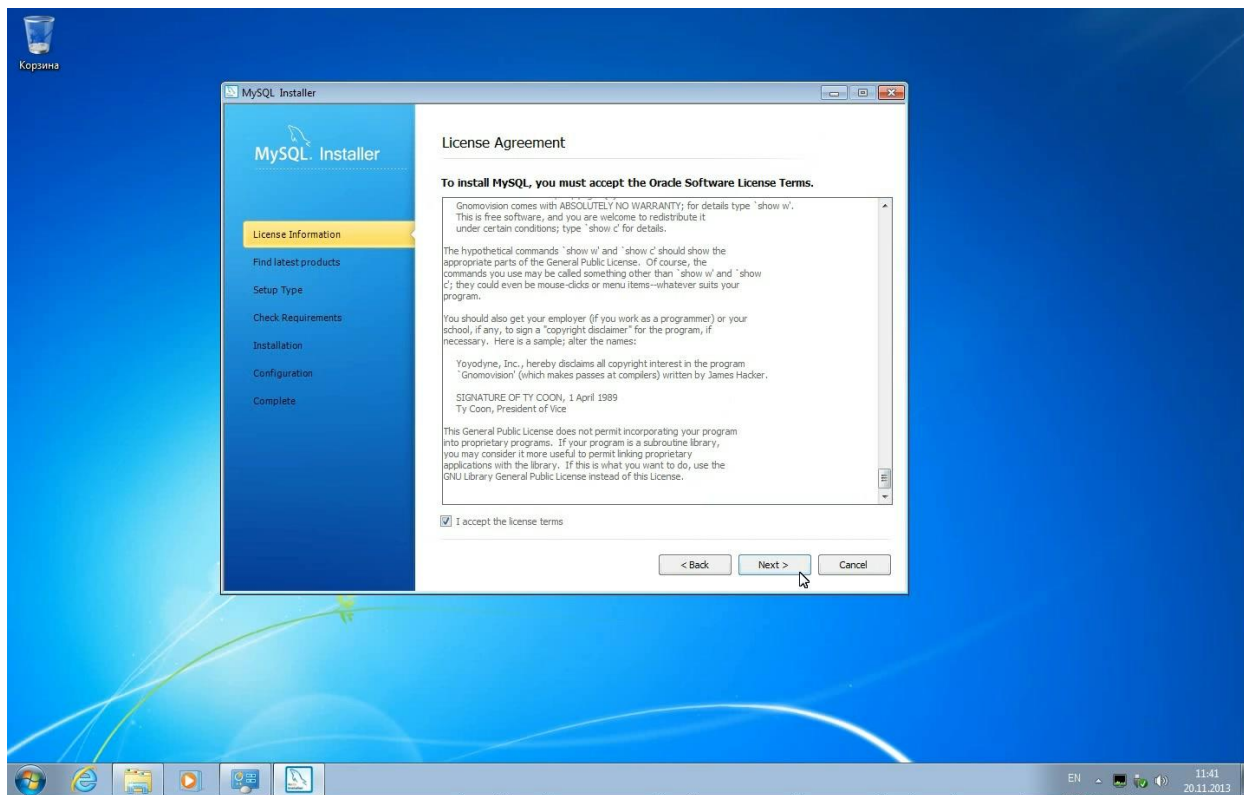 Корзина
MySQL Installer
MySQL. Installer
License Information
Find latest products
Setup Type
Check Requirements
Installation
Configuration
Complete
License Agreement
To install MySQL, you must accept the Oracle Software License Terms.
Gnomovision comes with ABSOLUTELY NO WARRANTY; for details type `show w'.
This is free software, and you are welcome to redistribute it
under certain conditions; type `show c' for details.
The hypothetical commands `show w' and `show c' should show the
appropriate parts of the General Public License. Of course, the
commands you use may be called something other than `show w' and `show
c'; they could even be mouse-clicks or menu items--whatever suits your
program.
You should also get your employer (if you work as a programmer) or your
school, if any, to sign a "copyright disclaimer" for the program, if
necessary. Here is a sample; alter the names:
Yoyodyne, Inc., hereby disclaims all copyright interest in the program
`Gnomovision' (which makes passes at compilers) written by James Hacker.
SIGNATURE OF TY COON, 1 April 1989
Ty Coon, President of Vice
This General Public License does not permit incorporating your program
into proprietary programs. If your program is a subroutine library,
you may consider it more useful to permit linking proprietary
applications with the library. If this is what you want to do, use the
GNU Library General Public License instead of this License.
I accept the license terms
< Back
Next >
Cancel
EN
11:41
20.11.2013